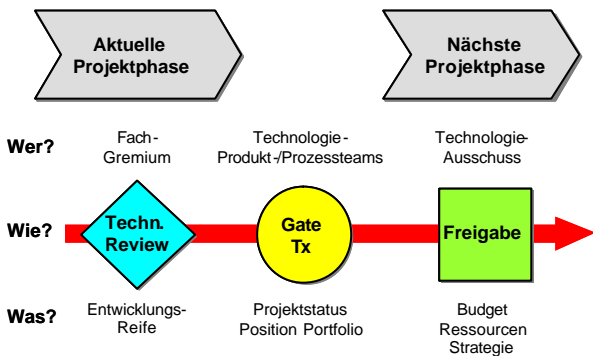 Aktuelle
Projektphase
Nächste
Projektphase
Wer?
Fach-
Gremium
Technologie-
Produkt-/Prozessteams
Technologie-
Ausschuss
Wie?
Techn.
Review
Gate
Tx
Freigabe
Was?
Entwicklungs-
Reife
Projektstatus
Position Portfolio
Budget
Ressourcen
Strategie